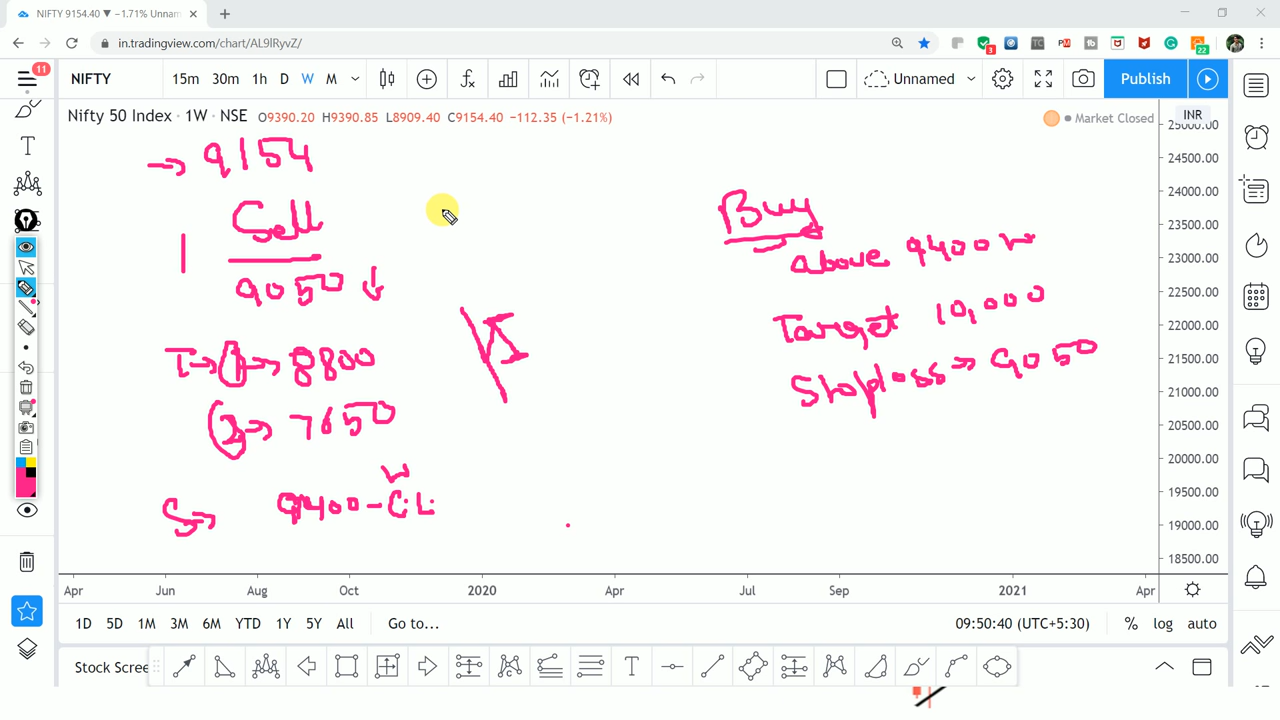 NIFTY 9154.40 ▼ −1.71% Unnam
in.tradingview.com/chart/AL9lRyvZ/
11
3
22
NIFTY 15m 30m 1h D W M Unnamed Publish
Nifty 50 Index · 1W · NSE O9390.20 H9390.85 L8909.40 C9154.40 −112.35 (−1.21%)
Market Closed
INR
25000.00
24500.00
24000.00
23500.00
23000.00
22500.00
22000.00
21500.00
21000.00
20500.00
20000.00
19500.00
19000.00
18500.00
→ 9154
Sell
9050 ↓
T→ 1 → 8800
2 → 7650
S→ 9400 -
Buy
above 9400
Target 10,000
Stoploss → 9050
Apr Jun Aug Oct 2020 Apr Jul Sep 2021 Apr
1D 5D 1M 3M 6M YTD 1Y 5Y All Go to...
09:50:40 (UTC+5:30) % log auto
Stock Scree